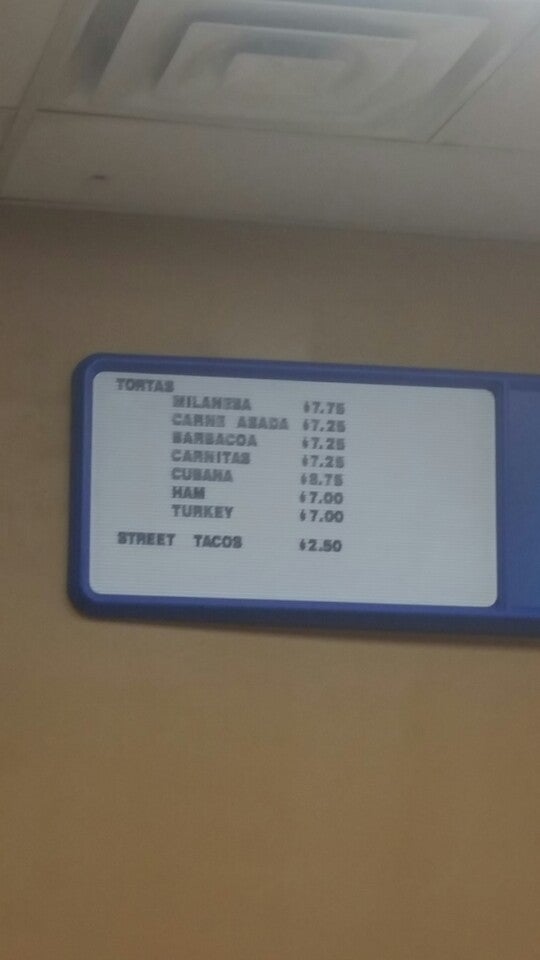 TORTAS
MILANESA $7.75
CARNE ASADA $7.25
BARBACOA $7.25
CARNITAS $7.25
CUBANA $8.75
HAM $7.00
TURKEY $7.00
STREET TACOS $2.50